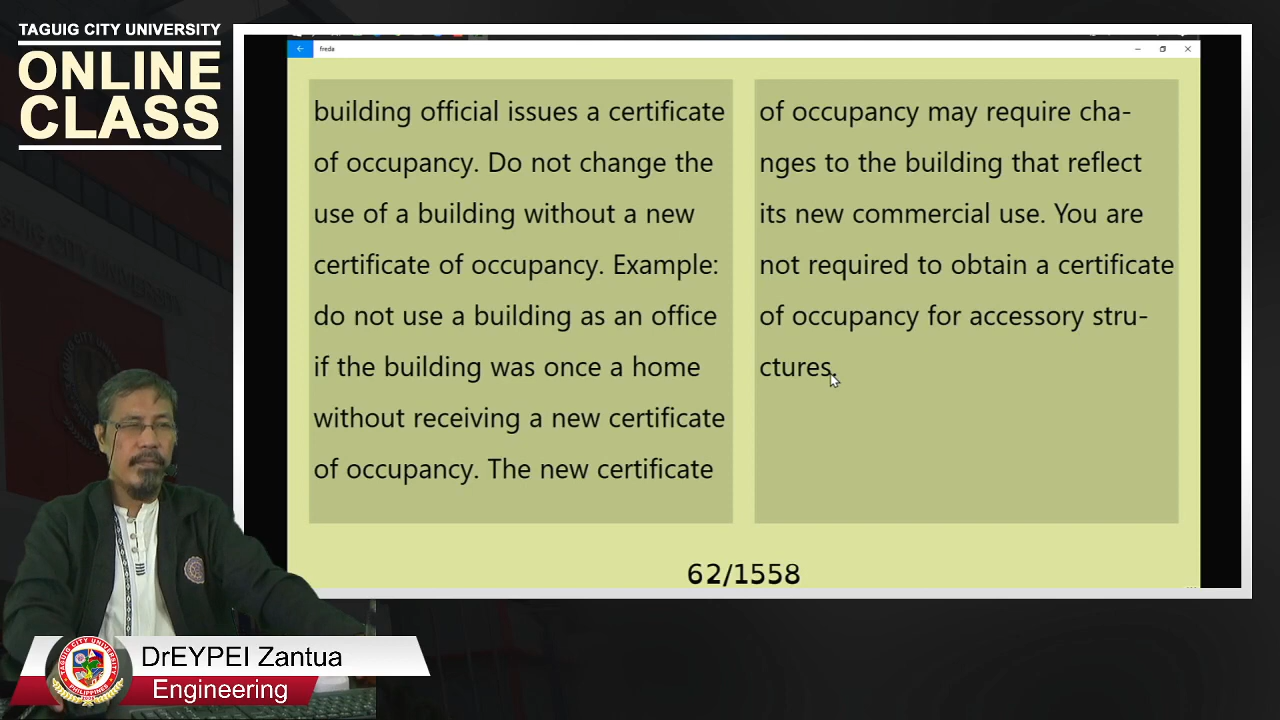 TAGUIG CITY UNIVERSITY
ONLINE
CLASS
freda
building official issues a certificate
of occupancy. Do not change the
use of a building without a new
certificate of occupancy. Example:
do not use a building as an office
if the building was once a home
without receiving a new certificate
of occupancy. The new certificate
of occupancy may require cha-
nges to the building that reflect
its new commercial use. You are
not required to obtain a certificate
of occupancy for accessory stru-
ctures.
62/1558
DrEYPEI Zantua
Engineering